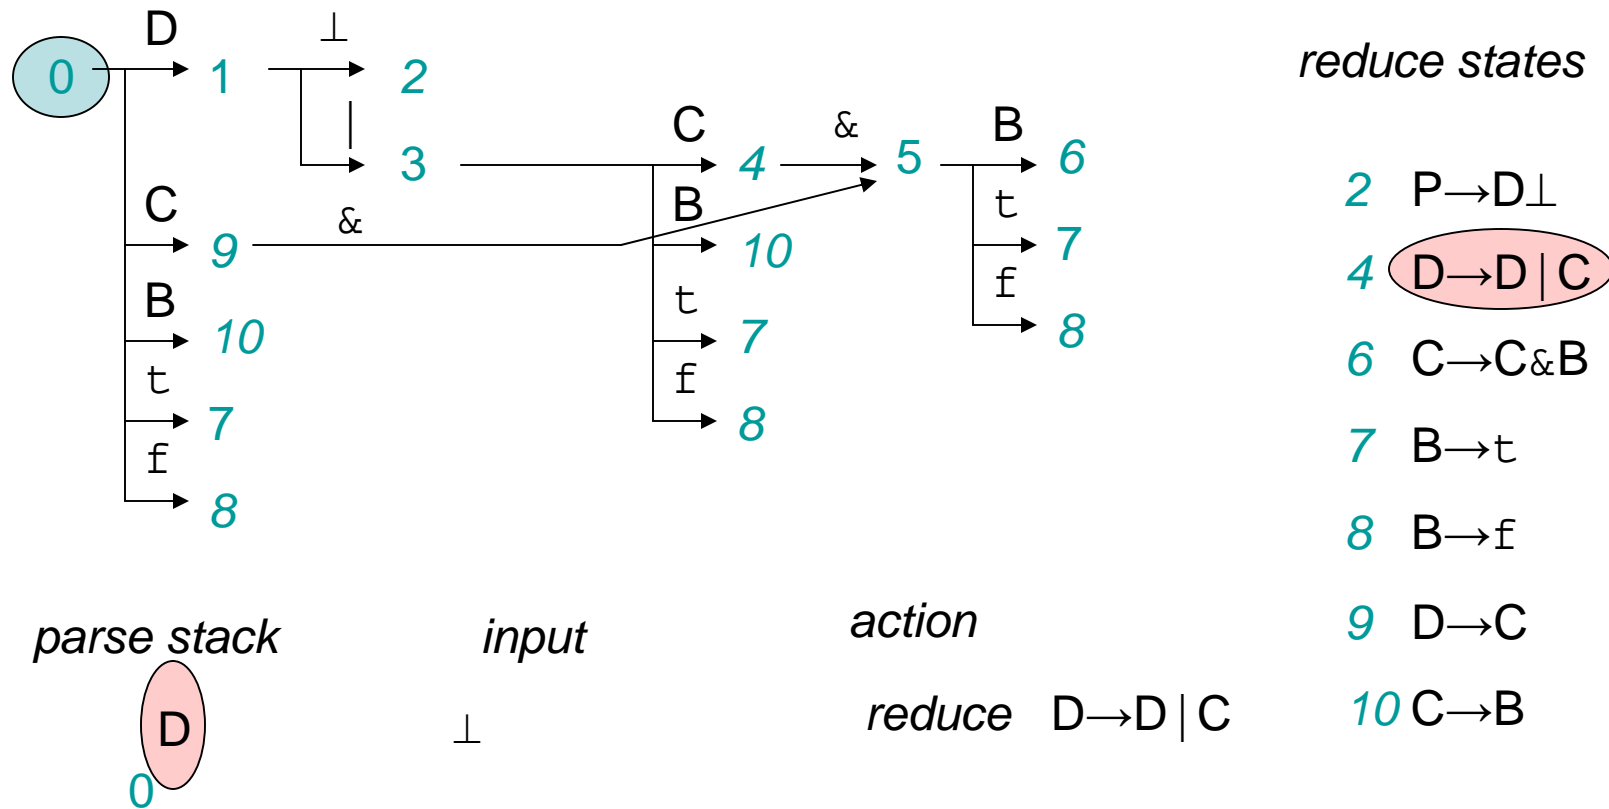 D ⊥
0 1 2 reduce states
|
C & B
3 4 5 6
2 P→D⊥
C & B t
9 10 7
4 D→D|C
B t f
10 7 8
6 C→C&B
t f
7 8
7 B→t
f
8
8 B→f
parse stack input action
9 D→C
D ⊥ reduce D→D|C
10 C→B
0